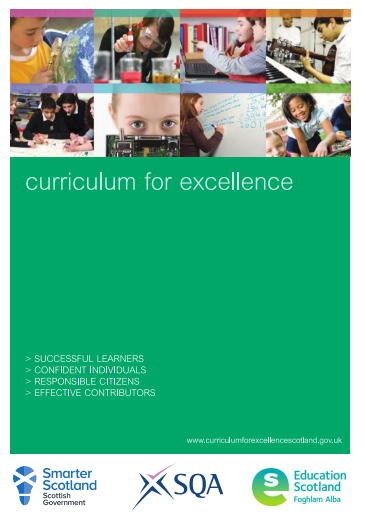 curriculum for excellence
> SUCCESSFUL LEARNERS
> CONFIDENT INDIVIDUALS
> RESPONSIBLE CITIZENS
> EFFECTIVE CONTRIBUTORS
www.curriculumforexcellencescotland.gov.uk
Smarter
Scotland
Scottish
Government
SQA
Education
Scotland
Foghlam Alba